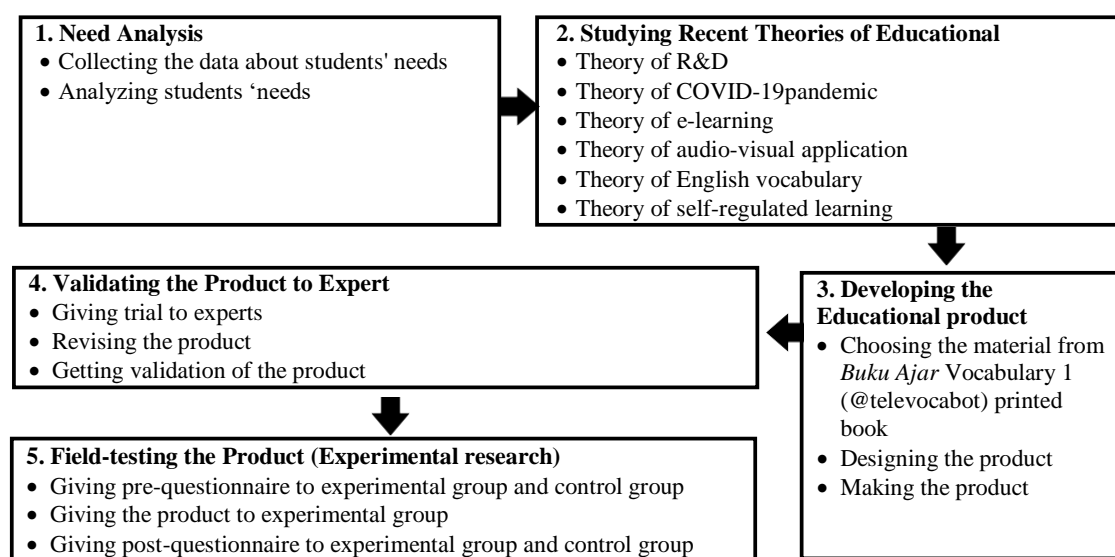 1. Need Analysis
• Collecting the data about students' needs
• Analyzing students ‘needs
2. Studying Recent Theories of Educational
• Theory of R&D
• Theory of COVID-19pandemic
• Theory of e-learning
• Theory of audio-visual application
• Theory of English vocabulary
• Theory of self-regulated learning
3. Developing the
Educational product
• Choosing the material from
Buku Ajar Vocabulary 1
(@televocabot) printed
book
• Designing the product
• Making the product
4. Validating the Product to Expert
• Giving trial to experts
• Revising the product
• Getting validation of the product
5. Field-testing the Product (Experimental research)
• Giving pre-questionnaire to experimental group and control group
• Giving the product to experimental group
• Giving post-questionnaire to experimental group and control group